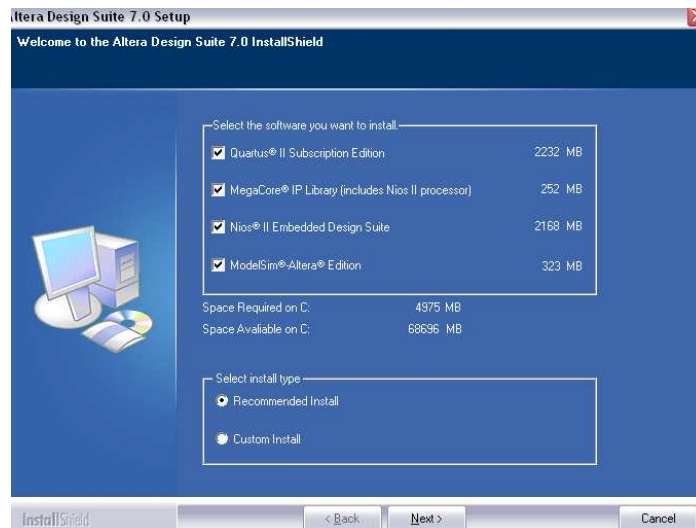 ltera Design Suite 7.0 Setup
Welcome to the Altera Design Suite 7.0 InstallShield
Select the software you want to install.
Quartus® II Subscription Edition 2232 MB
MegaCore® IP Library (includes Nios II processor) 252 MB
Nios® II Embedded Design Suite 2168 MB
ModelSim®-Altera® Edition 323 MB
Space Required on C: 4975 MB
Space Avaliable on C: 68696 MB
Select install type
Recommended Install
Custom Install
InstallShield < Back Next > Cancel